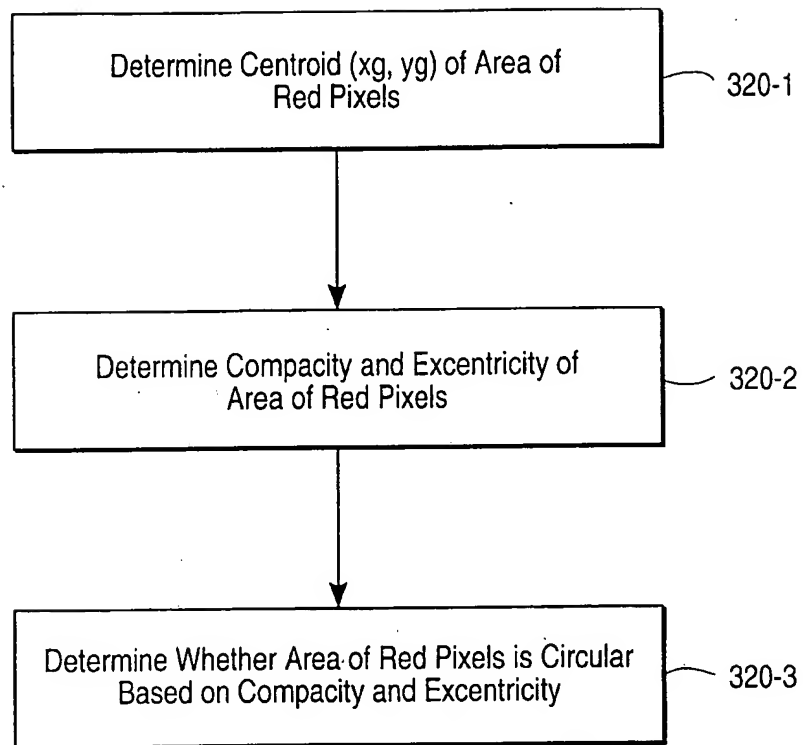 Determine Centroid (xg, yg) of Area of
Red Pixels
320-1
Determine Compacity and Excentricity of
Area of Red Pixels
320-2
Determine Whether Area of Red Pixels is Circular
Based on Compacity and Excentricity
320-3